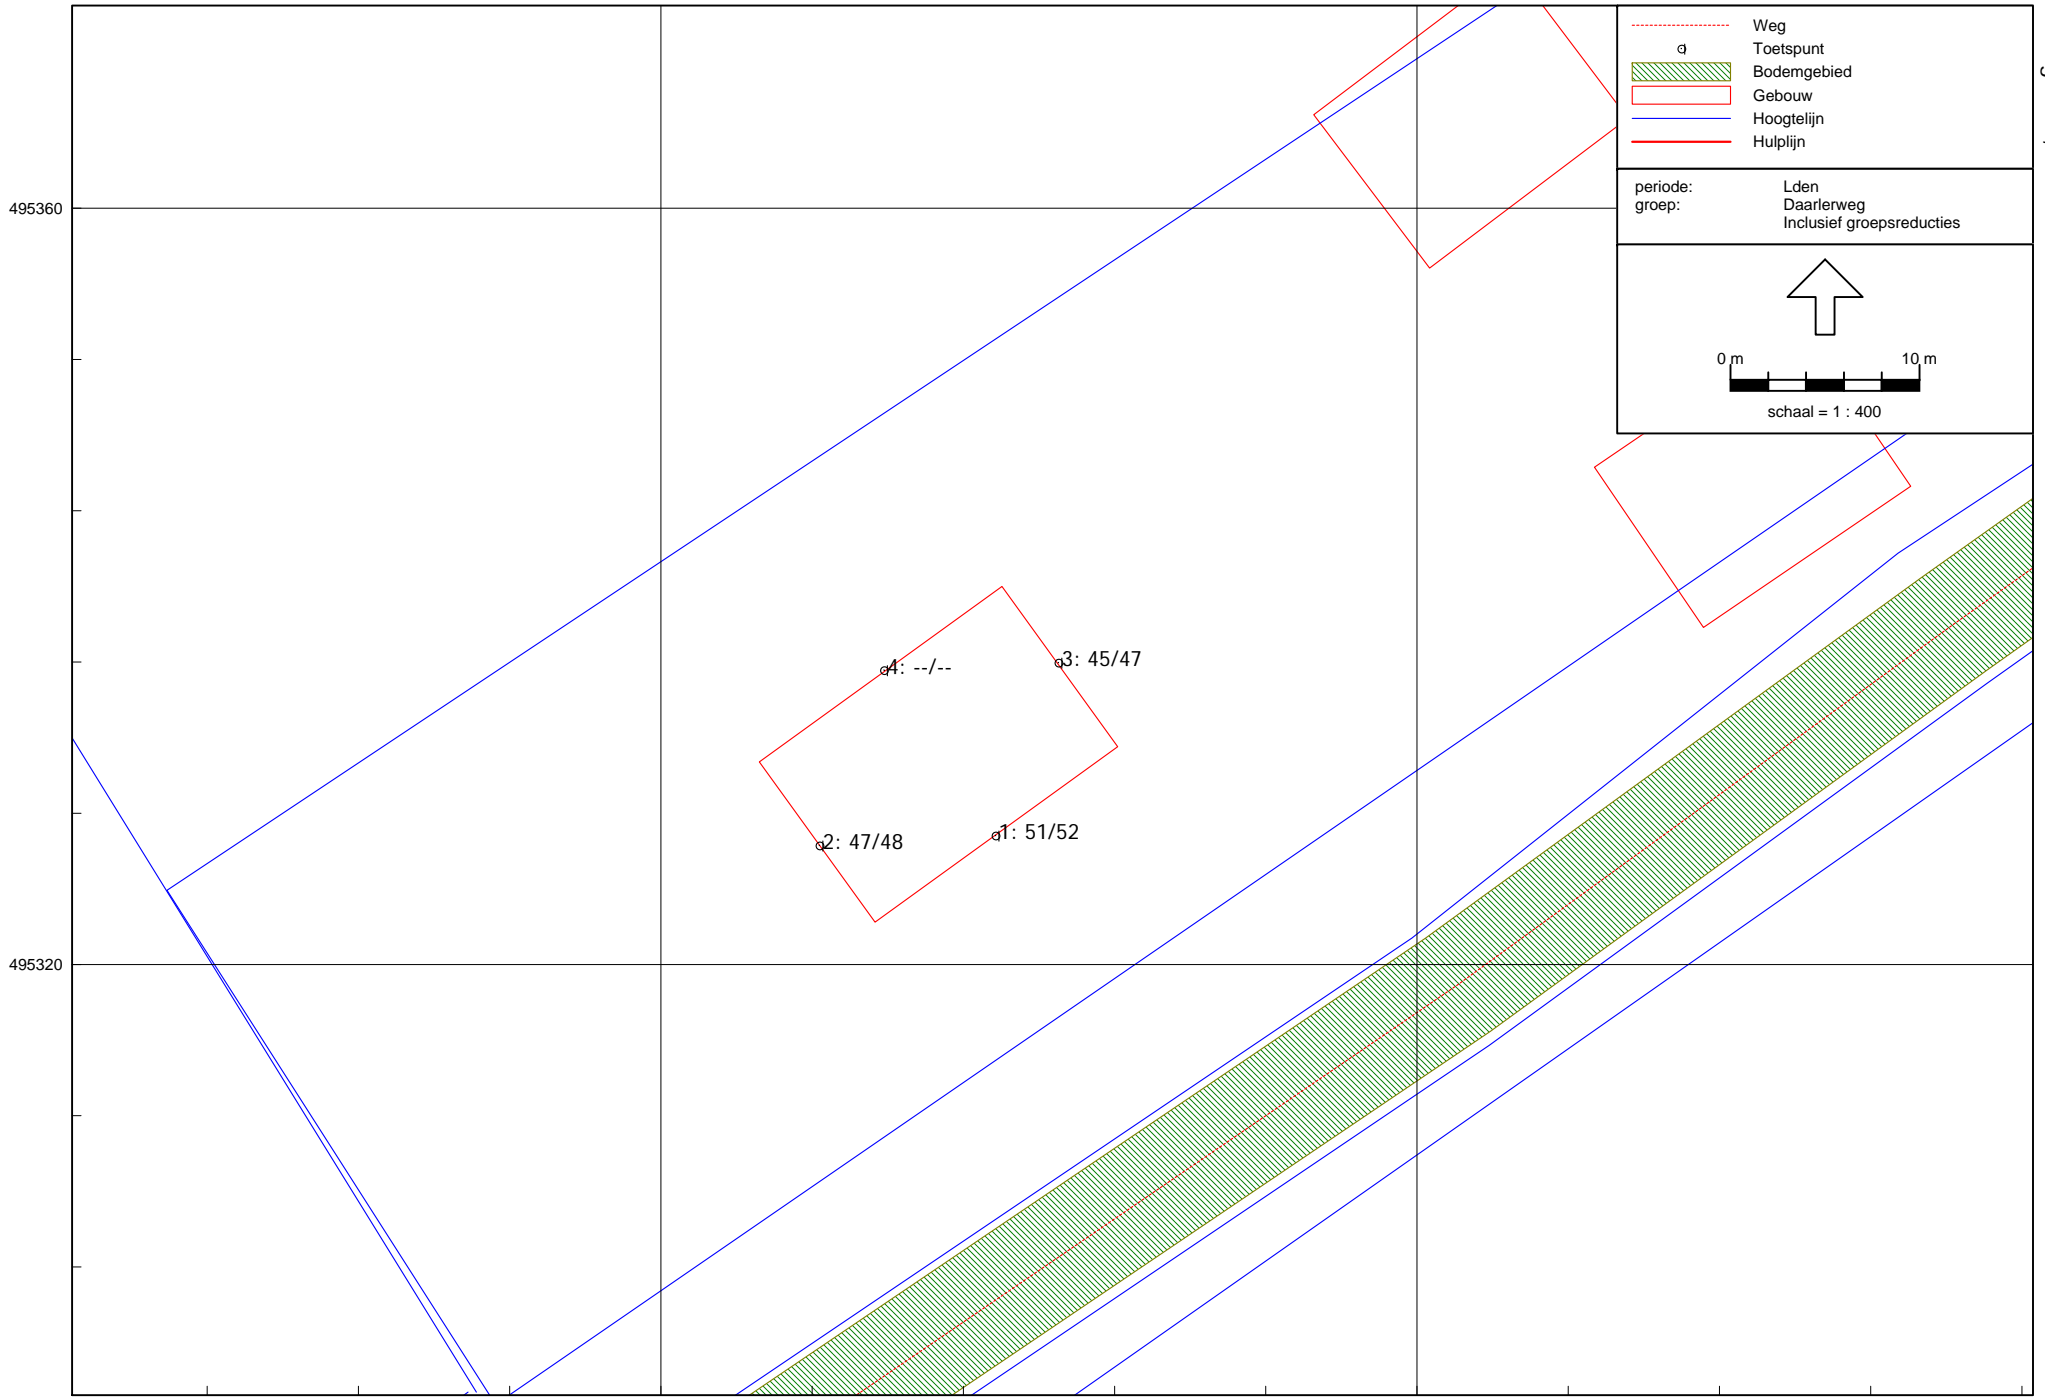 Weg
Toetspunt
Bodemgebied
Gebouw
Hoogtelijn
Hulplijn
periode: Lden
groep: Daarlerweg
Inclusief groepsreducties
495360
0 m 10 m
schaal = 1 : 400
3: 45/47
4: --/--
2: 47/48
1: 51/52
495320